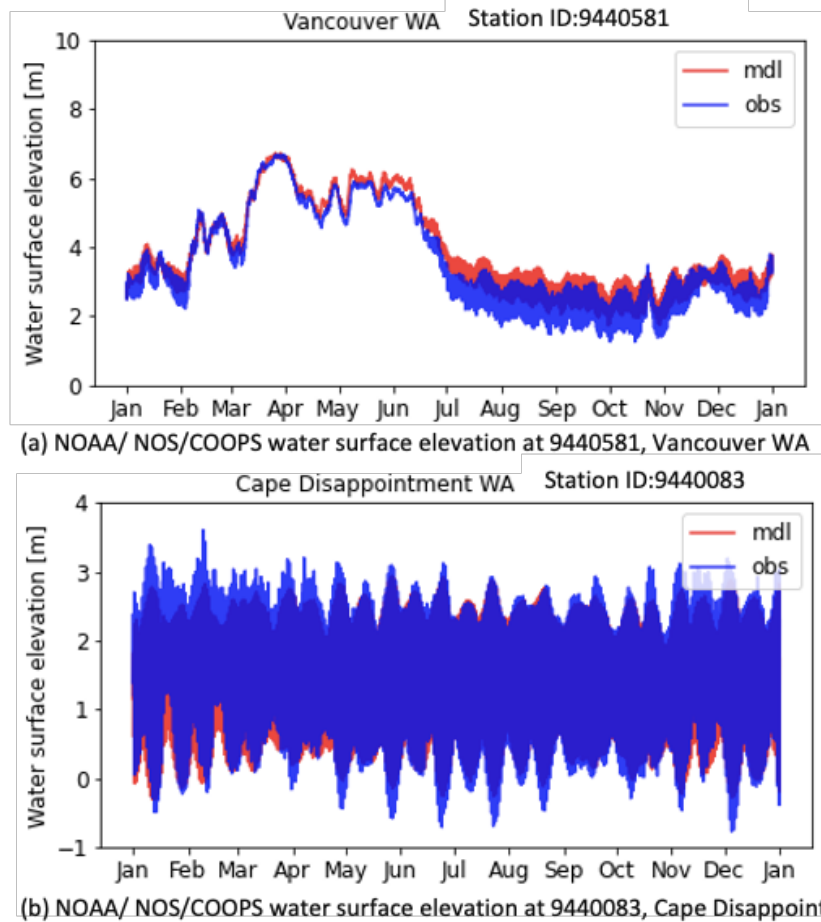 Vancouver WA Station ID:9440581
10
8
6
4
2
0
Water surface elevation [m]
mdl
obs
Jan Feb Mar Apr May Jun Jul Aug Sep Oct Nov Dec Jan
(a) NOAA/ NOS/COOPS water surface elevation at 9440581, Vancouver WA
Cape Disappointment WA Station ID:9440083
4
3
2
1
0
−1
Water surface elevation [m]
mdl
obs
Jan Feb Mar Apr May Jun Jul Aug Sep Oct Nov Dec Jan
(b) NOAA/ NOS/COOPS water surface elevation at 9440083, Cape Disappoint